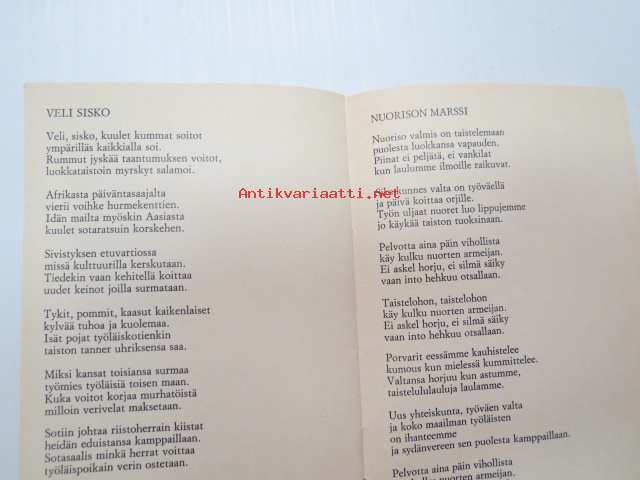 VELI SISKO
Veli, sisko, kuulet kummat soitot
ympärilläs kaikkialla soi.
Rummut jyskää taantumuksen voitot,
luokkataistoin myrskyt salamoi.
Afrikasta päiväntasaajalta
vierii voihke hurmekenttien.
Idän mailta myöskin Aasiasta
kuulet sotaratsuin korskehen.
Sivistyksen etuvartiossa
missä kulttuurilla kerskutaan.
Tiedekin vaan kehitellä koittaa
uudet keinot joilla surmataan.
Tykit, pommit, kaasut kaikenlaiset
kylvää tuhoa ja kuolemaa.
Isät pojat työläiskotienkin
taiston tanner uhriksensa saa.
Miksi kansat toisiansa surmaa
työmies työläisiä toisen maan.
Kuka voitot korjaa murhatöistä
milloin verivelat maksetaan.
Sotiin johtaa riistoherrain kiistat
heidän eduistansa kamppaillaan.
Sotasaalis minkä herrat voittaa
työläispoikain verin ostetaan.
NUORISON MARSSI
Nuoriso valmis on taistelemaan
puolesta luokkansa vapauden.
Piinat ei peljätä, ei vankilat
kun laulumme ilmoille raikuvat.
Antikvariaatti.net
kunnes valta on työväellä
ja päivä koittaa orjille.
Työn uljaat nuoret luo lippujemme
jo käykää taiston tuoksinaan.
Pelvotta aina päin vihollista
käy kulku nuorten armeijan.
Ei askel horju, ei silmä säiky
vaan into hehkuu otsallaan.
Taistelohon, taistelohon
käy kulku nuorten armeijan.
Ei askel horju, ei silmä säiky
vaan into hehkuu otsallaan.
Porvarit eessämme kauhistelee
kumous kun mielessä kummittelee.
Valtansa horjuu kun astumme,
taistelululauluja laulamme.
Uus yhteiskunta, työväen valta
ja koko maailman työläisten
on ihanteemme
ja sydänvereen sen puolesta kamppaillaan.
Pelvotta aina päin vihollista
nuorten armeijan.